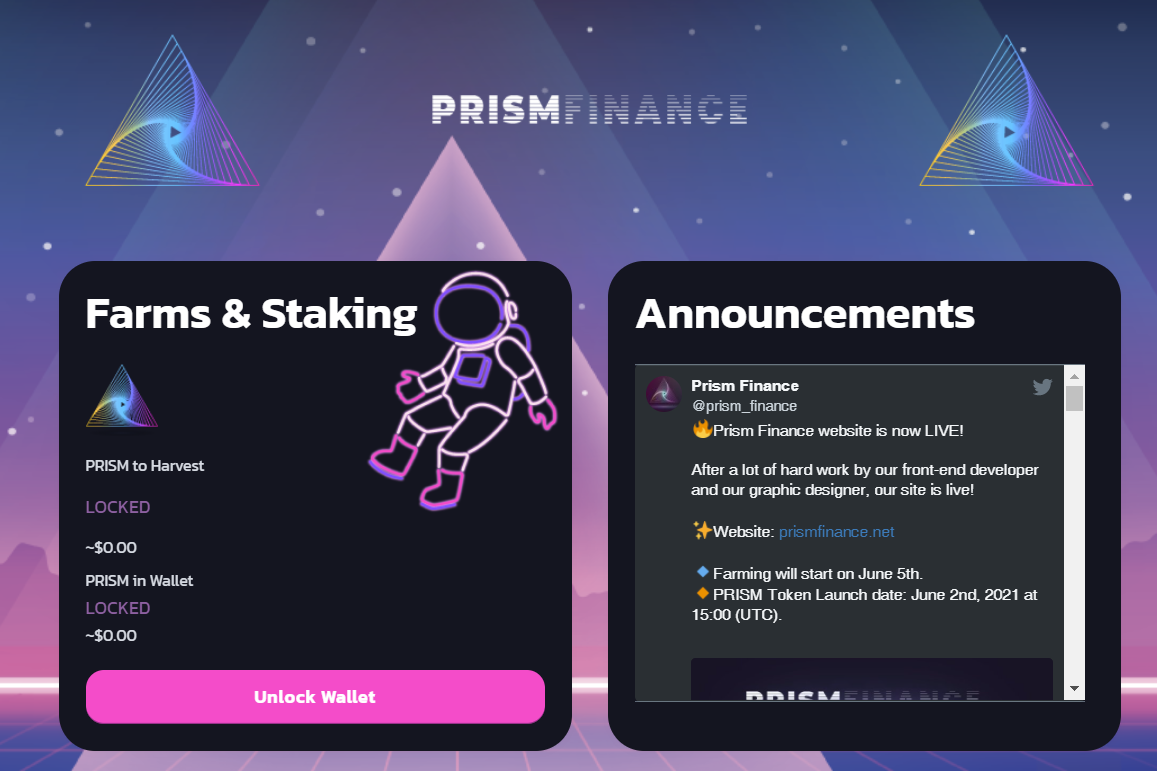 PRISMFINANCE
Farms & Staking
PRISM to Harvest
LOCKED
~$0.00
PRISM in Wallet
LOCKED
~$0.00
Unlock Wallet
Announcements
Prism Finance
@prism_finance
🔥Prism Finance website is now LIVE!
After a lot of hard work by our front-end developer
and our graphic designer, our site is live!
✨Website: prismfinance.net
🔹Farming will start on June 5th.
🔸PRISM Token Launch date: June 2nd, 2021 at
15:00 (UTC).
PRISMFINANCE